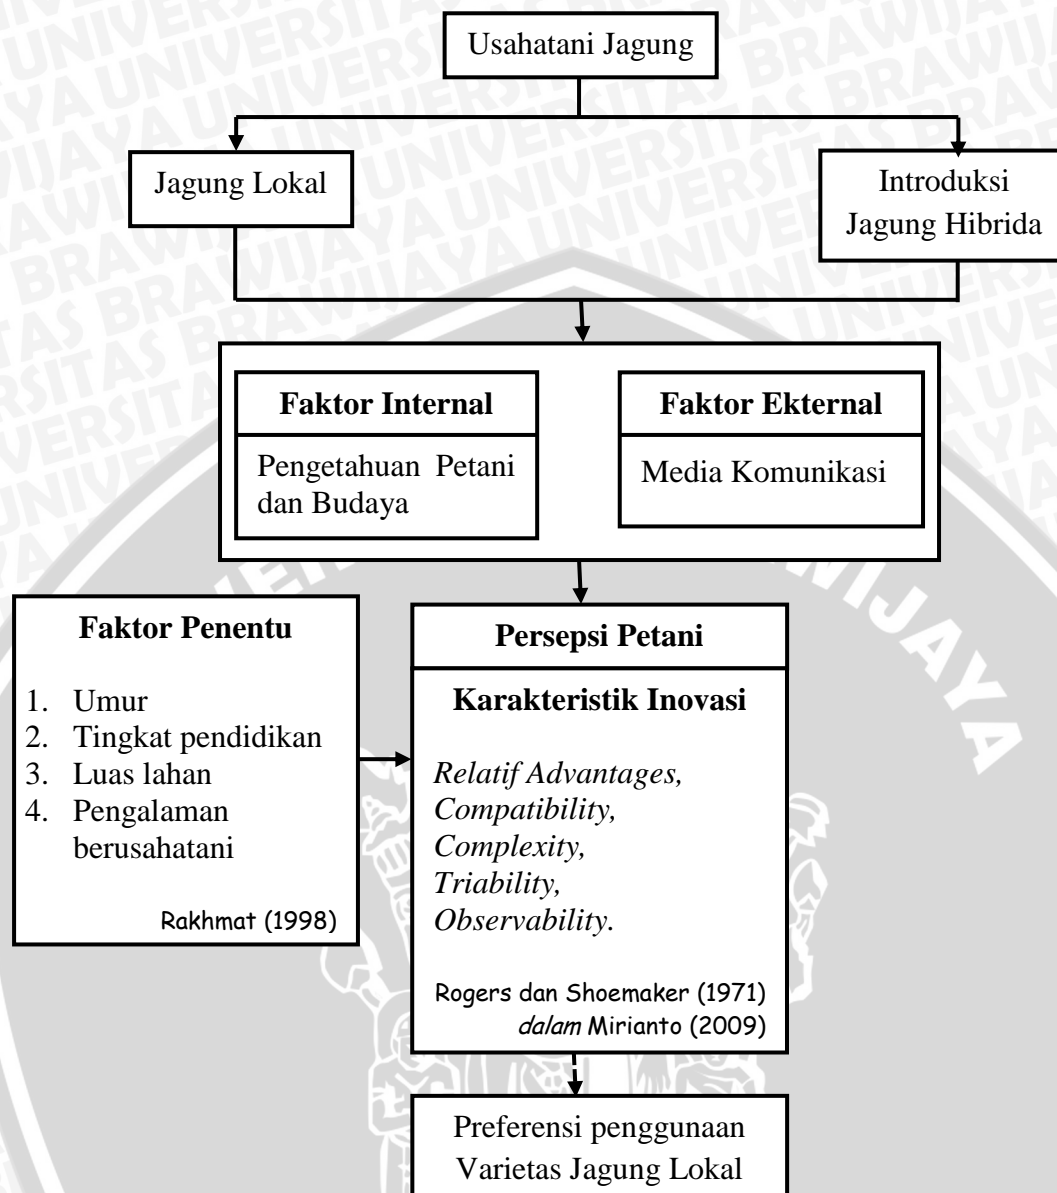 Usahatani Jagung
Jagung Lokal
Introduksi
Jagung Hibrida
Faktor Internal
Pengetahuan Petani
dan Budaya
Faktor Ekternal
Media Komunikasi
Faktor Penentu
1. Umur
2. Tingkat pendidikan
3. Luas lahan
4. Pengalaman
berusahatani
Rakhmat (1998)
Persepsi Petani
Karakteristik Inovasi
Relatif Advantages,
Compatibility,
Complexity,
Triability,
Observability.
Rogers dan Shoemaker (1971)
dalam Mirianto (2009)
Preferensi penggunaan
Varietas Jagung Lokal